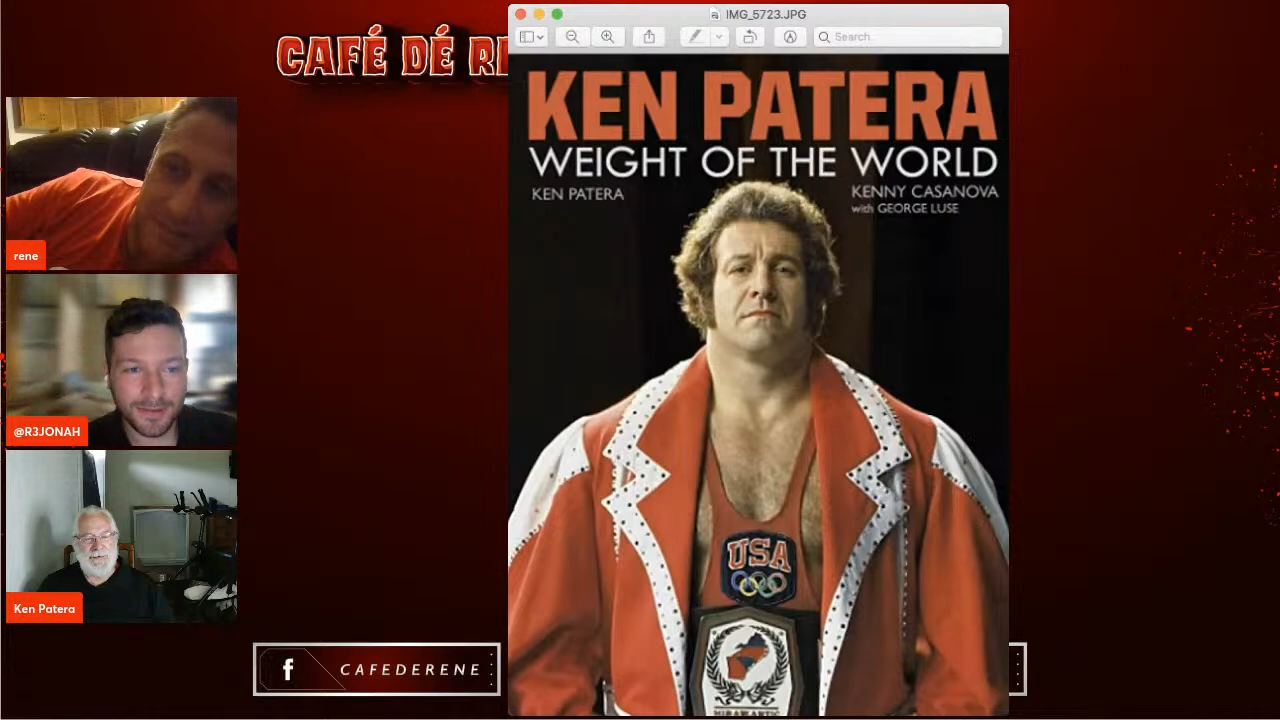 CAFÉ DÉ RE
IMG_5723.JPG
Search
KEN PATERA
WEIGHT OF THE WORLD
KEN PATERA
KENNY CASANOVA
with GEORGE LUSE
rene
@R3JONAH
Ken Patera
USA
f CAFEDERENE